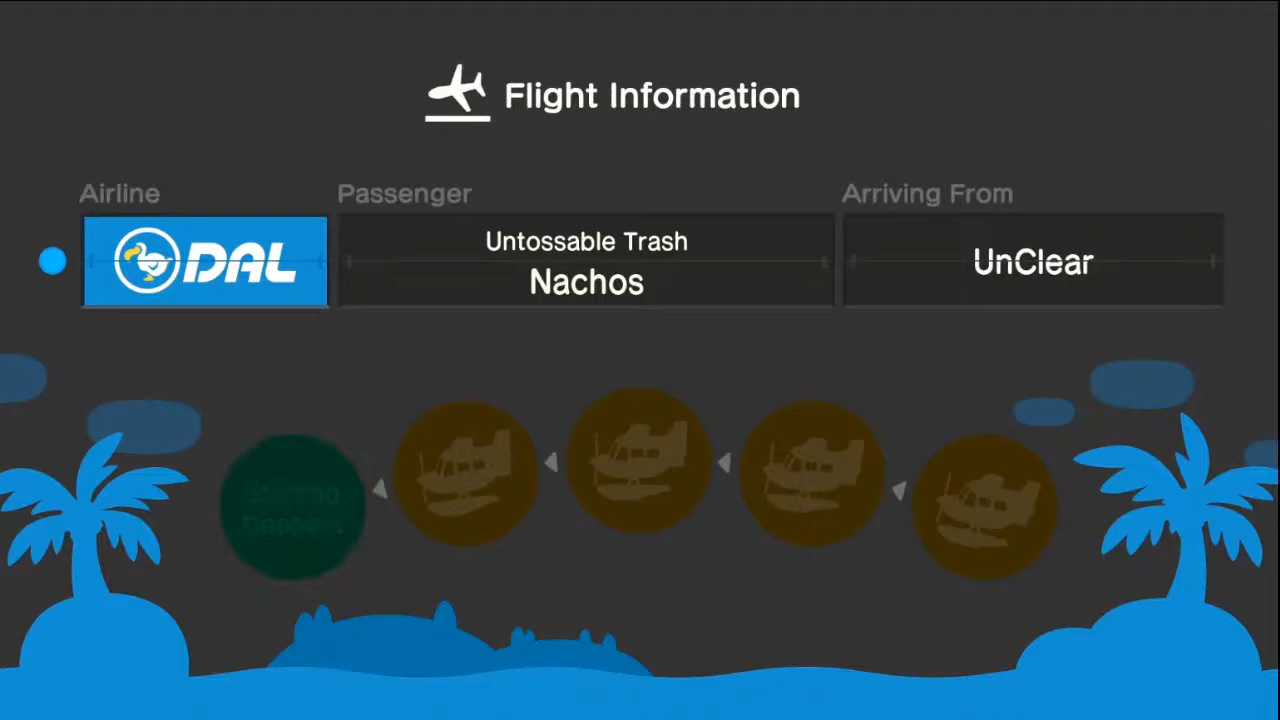 Flight Information
Airline
Passenger
Arriving From
DAL
Untossable Trash
Nachos
UnClear